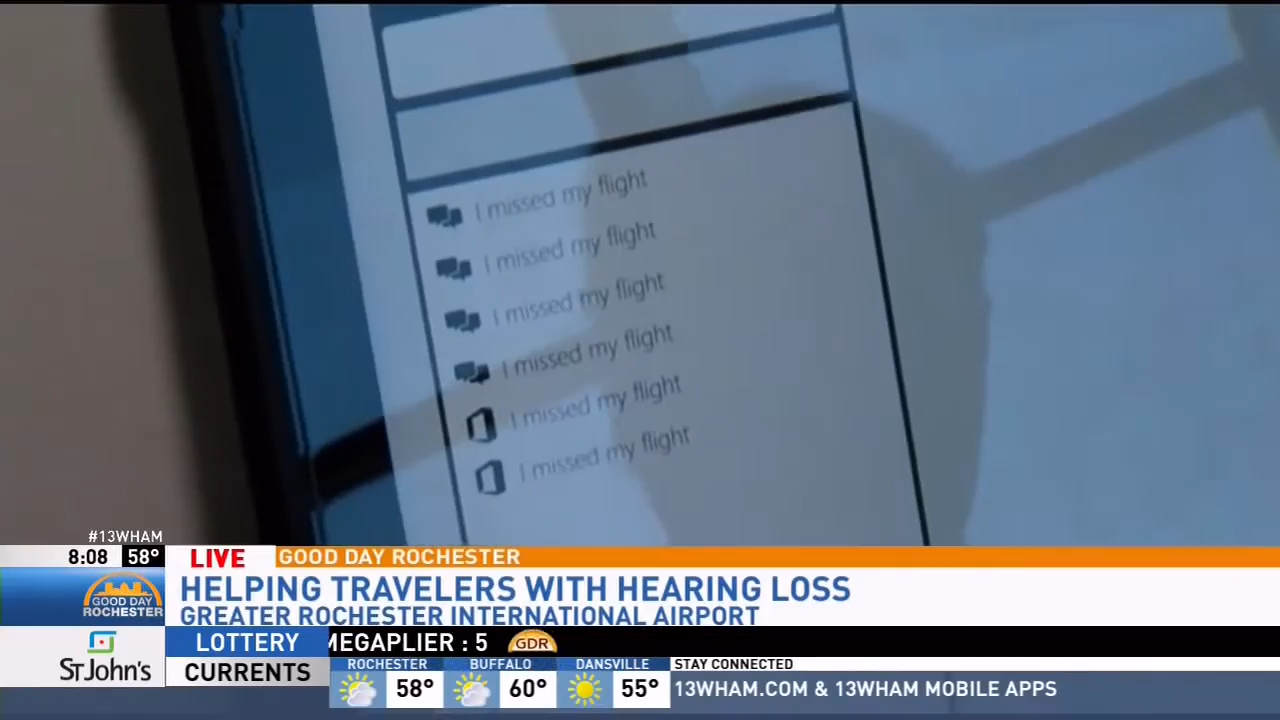 I missed my flight
I missed my flight
I missed my flight
I missed my flight
I missed my flight
I missed my flight
#13WHAM
8:08 58°
LIVE GOOD DAY ROCHESTER
GOOD DAY
ROCHESTER
HELPING TRAVELERS WITH HEARING LOSS
GREATER ROCHESTER INTERNATIONAL AIRPORT
St John's
LOTTERY MEGAPLIER : 5 GDR
CURRENTS
ROCHESTER BUFFALO DANSVILLE STAY CONNECTED
58° 60° 55° 13WHAM.COM & 13WHAM MOBILE APPS